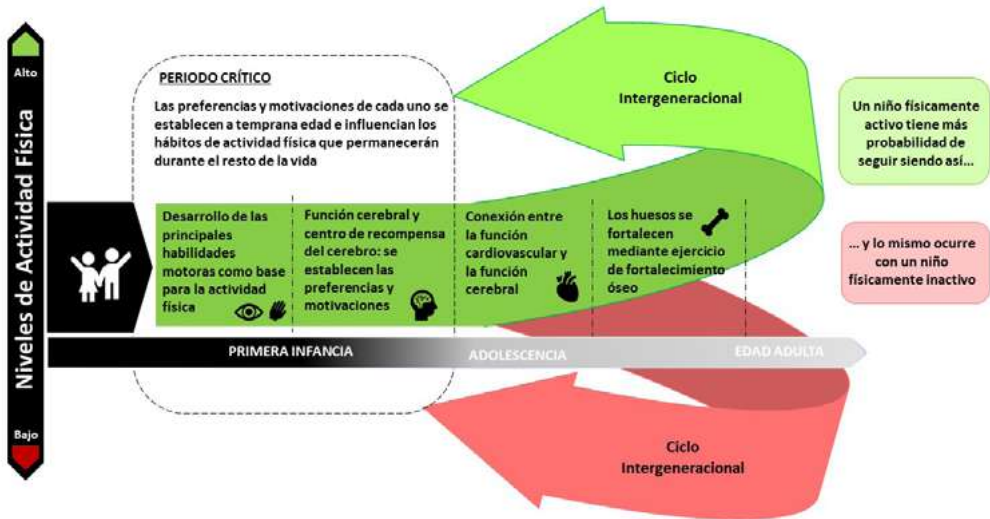 Niveles de Actividad Física
Alto
Bajo
PERIODO CRÍTICO
Las preferencias y motivaciones de cada uno se
establecen a temprana edad e influencian los
hábitos de actividad física que permanecerán
durante el resto de la vida
Desarrollo de las
principales
habilidades
motoras como base
para la actividad
física
Función cerebral y
centro de recompensa
del cerebro: se
establecen las
preferencias y
motivaciones
Conexión entre
la función
cardiovascular y
la función
cerebral
Los huesos se
fortalecen
mediante ejercicio
de fortalecimiento
óseo
PRIMERA INFANCIA
ADOLESCENCIA
EDAD ADULTA
Ciclo
Intergeneracional
Ciclo
Intergeneracional
Un niño físicamente
activo tiene más
probabilidad de
seguir siendo así...
... y lo mismo ocurre
con un niño
físicamente inactivo